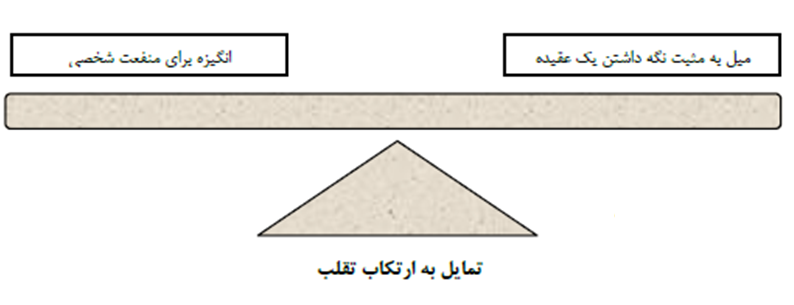 میل به مثبت نگه داشتن یک عقیده
انگیزه برای منفعت شخصی
تمایل به ارتکاب تقلب